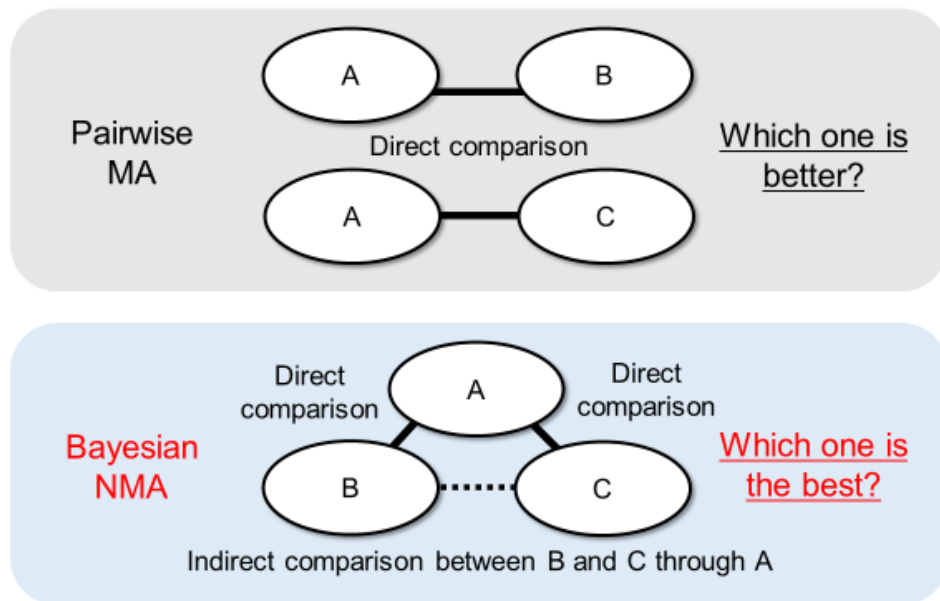 A
B
Pairwise
MA
Direct comparison
Which one is
better?
A
C
Direct
comparison
A
Direct
comparison
Bayesian
NMA
B
C
Which one is
the best?
Indirect comparison between B and C through A